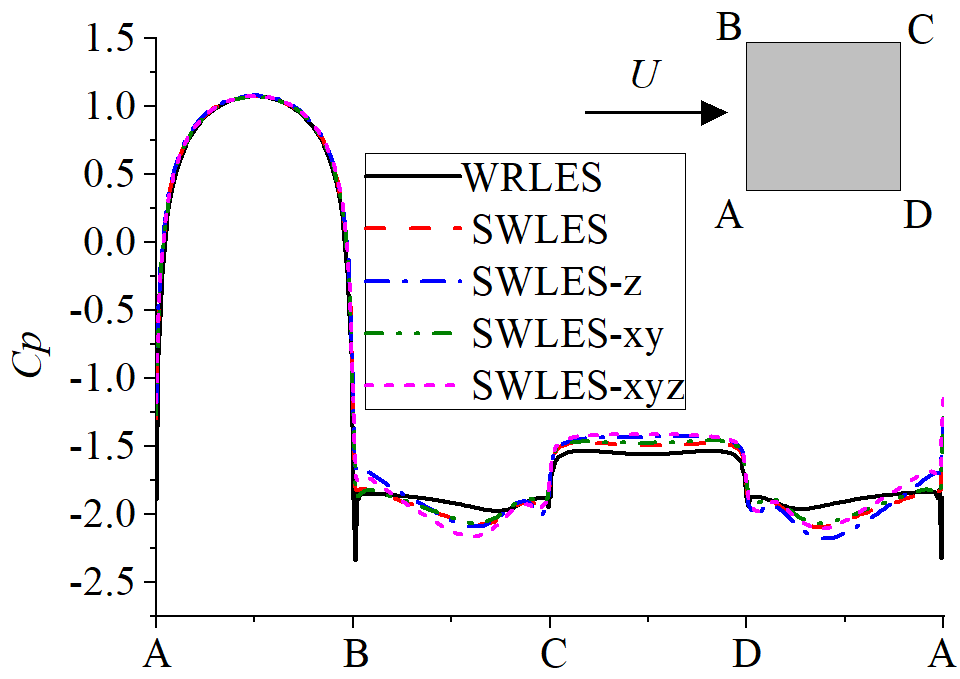 1.5
1.0
0.5
0.0
-0.5
-1.0
-1.5
-2.0
-2.5
Cp
A
B
C
D
A
WRLES
SWLES
SWLES-z
SWLES-xy
SWLES-xyz
U
B
C
A
D